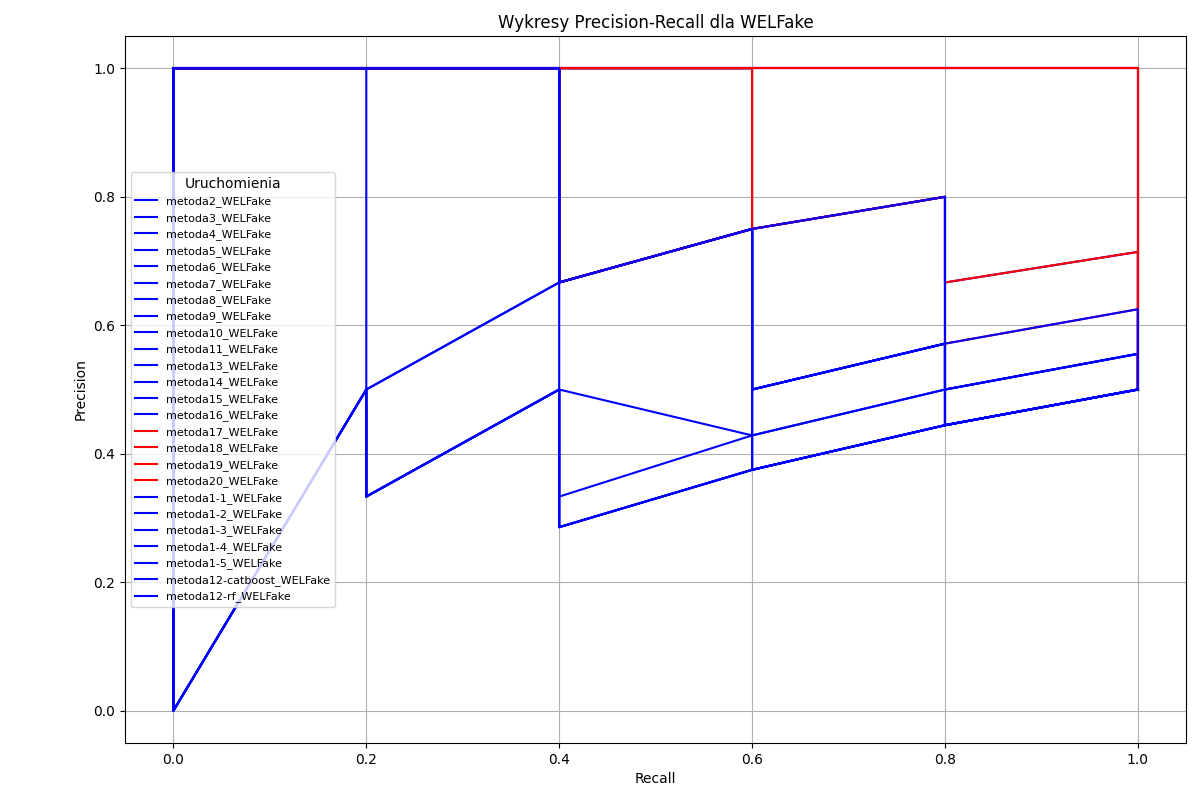 Wykresy Precision-Recall dla WELFake
1.0
0.8
0.6
0.4
0.2
0.0
Precision
Uruchomienia
metoda2_WELFake
metoda3_WELFake
metoda4_WELFake
metoda5_WELFake
metoda6_WELFake
metoda7_WELFake
metoda8_WELFake
metoda9_WELFake
metoda10_WELFake
metoda11_WELFake
metoda13_WELFake
metoda14_WELFake
metoda15_WELFake
metoda16_WELFake
metoda17_WELFake
metoda18_WELFake
metoda19_WELFake
metoda20_WELFake
metoda1-1_WELFake
metoda1-2_WELFake
metoda1-3_WELFake
metoda1-4_WELFake
metoda1-5_WELFake
metoda12-catboost_WELFake
metoda12-rf_WELFake
0.0 0.2 0.4 0.6 0.8 1.0
Recall